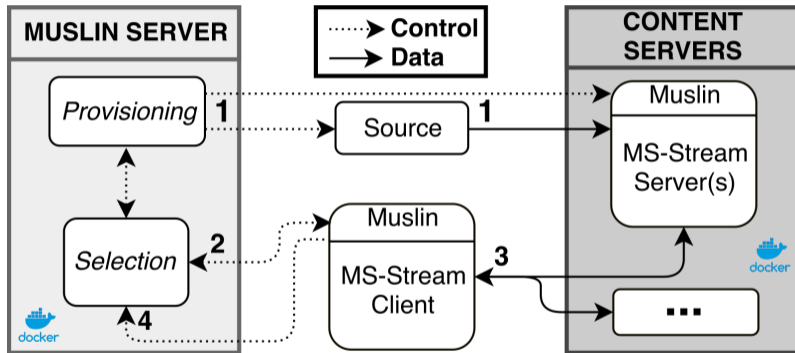 MUSLIN SERVER
Control
Data
CONTENT
SERVERS
Provisioning
1
Source
1
Muslin
MS-Stream
Server(s)
Selection
2
Muslin
MS-Stream
Client
3
4
...
docker
docker